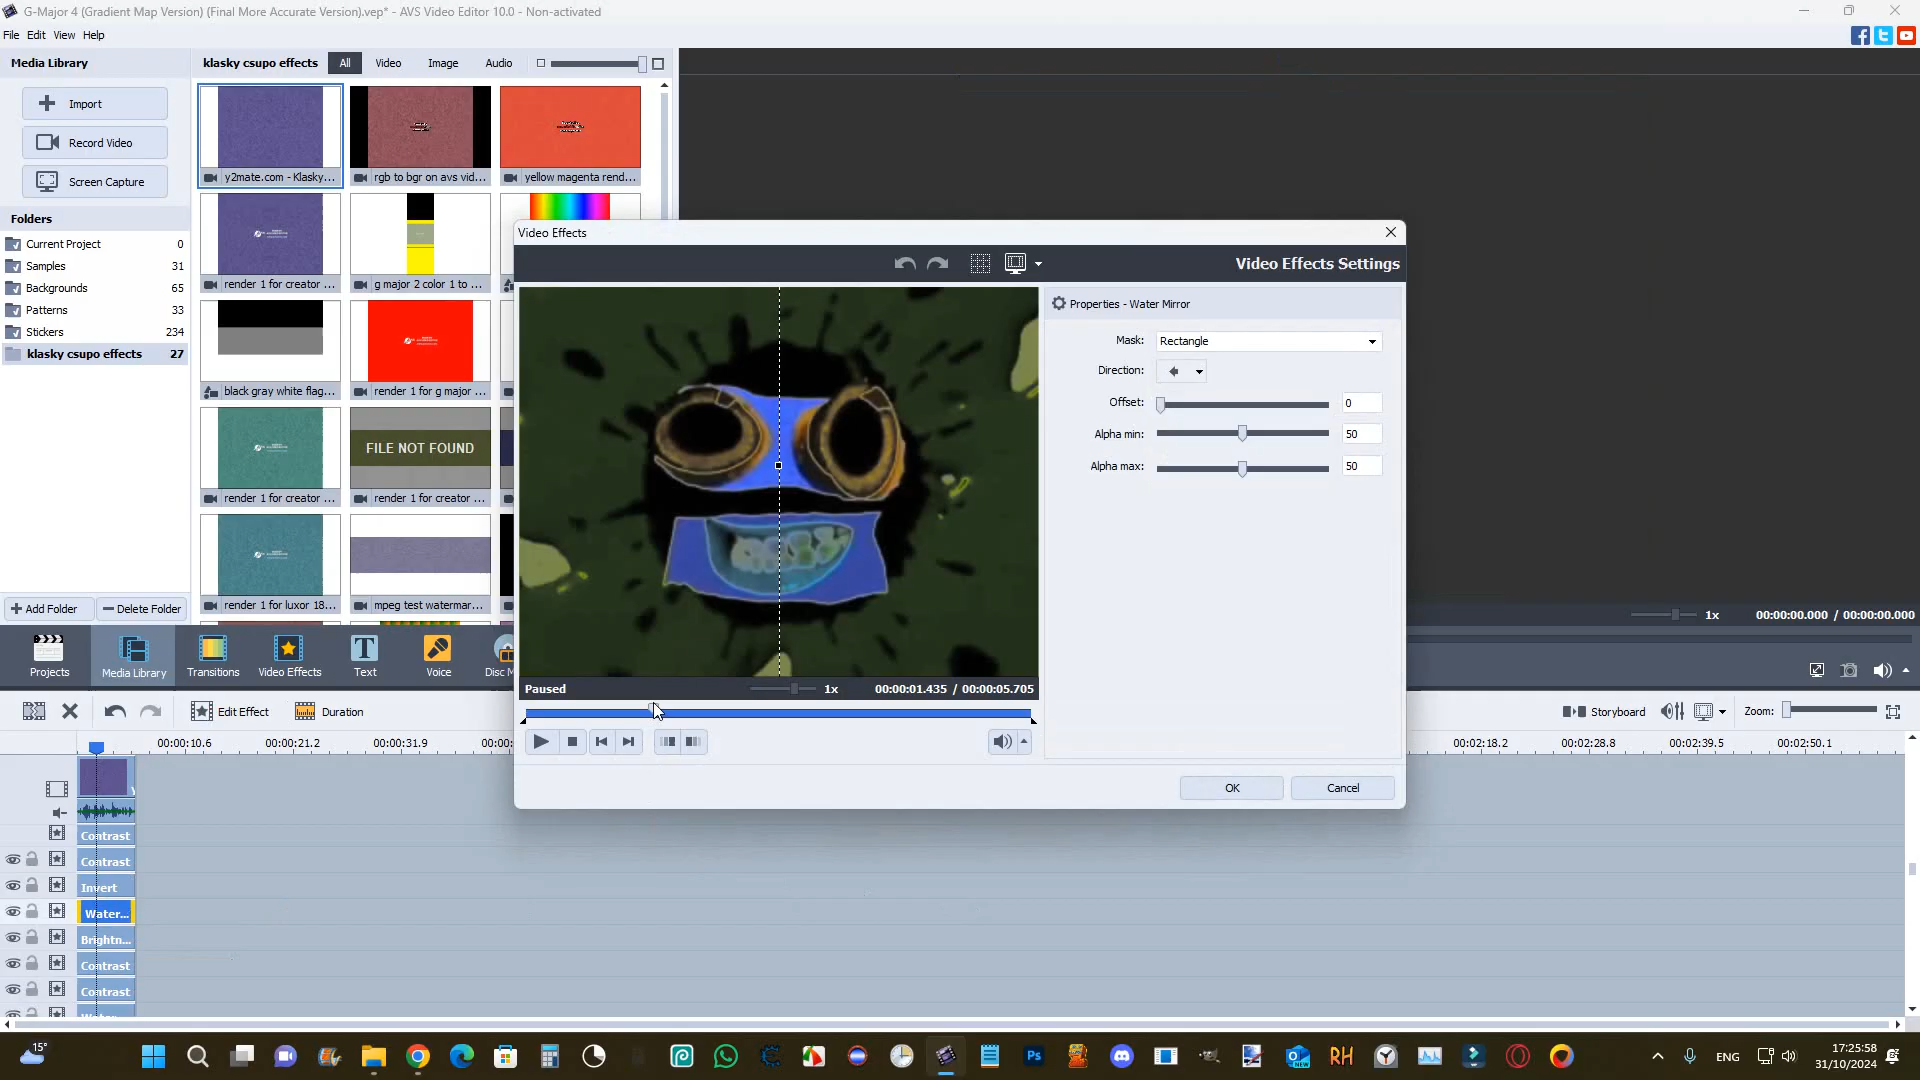 G-Major 4 (Gradient Map Version) (Final More Accurate Version).vep* - AVS Video Editor 10.0 - Non-activated
File Edit View Help
Media Library
klasky csupo effects All Video Image Audio
Import
Record Video
Screen Capture
Folders
Current Project 0
Samples 31
Backgrounds 65
Patterns 33
Stickers 234
klasky csupo effects 27
Add Folder Delete Folder
y2mate.com - Klasky... rgb to bgr on avs vid... yellow magenta rend...
render 1 for creator ... g major 2 color 1 to ...
black gray white flag... render 1 for g major ...
FILE NOT FOUND
render 1 for creator ... render 1 for creator ...
render 1 for luxor 18... mpeg test watermar...
Video Effects
Video Effects Settings
Properties - Water Mirror
Mask: Rectangle
Direction:
Offset: 0
Alpha min: 50
Alpha max: 50
Paused 1x 00:00:01.435 / 00:00:05.705
OK Cancel
1x 00:00:00.000 / 00:00:00.000
Projects Media Library Transitions Video Effects Text Voice Disc M
Edit Effect Duration Storyboard Zoom:
00:00:10.6 00:00:21.2 00:00:31.9 00:00: 00:02:18.2 00:02:28.8 00:02:39.5 00:02:50.1
Contrast
Contrast
Invert
Water...
Brightn...
Contrast
Contrast
15°
ENG
17:25:58
31/10/2024
Ps
RH